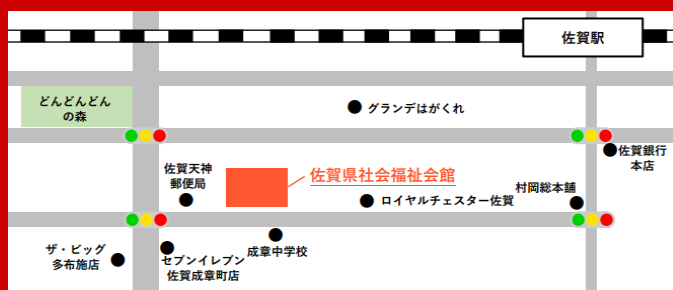 佐賀駅
どんどんどん
の森
グランデはがくれ
佐賀銀行
本店
佐賀天神
郵便局
佐賀県社会福祉会館
ロイヤルチェスター佐賀
村岡総本舗
ザ・ビッグ
多布施店
セブンイレブン
佐賀成章町店
成章中学校